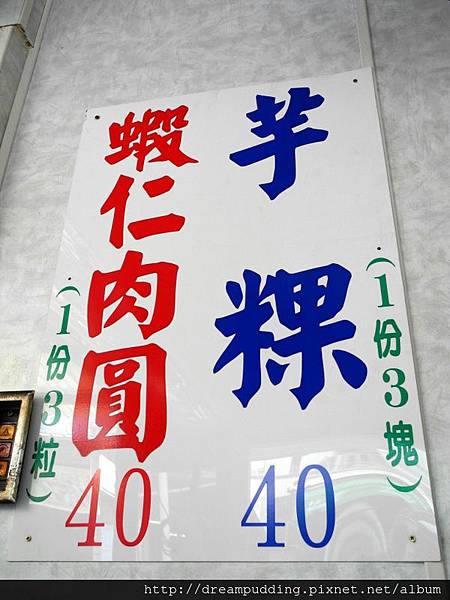 芋粿
40
(1份3塊)
蝦仁肉圓
40
(1份3粒)
http://dreampudding.pixnet.net/album